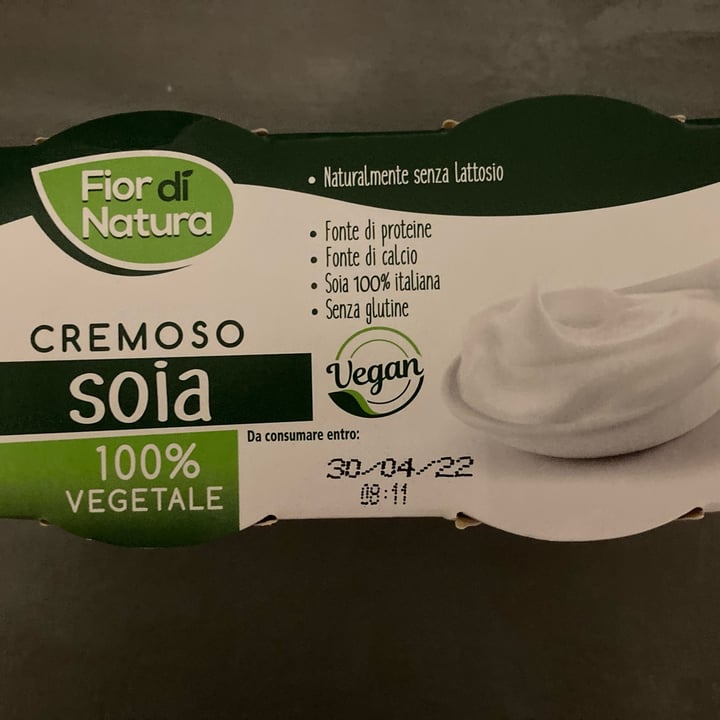 Fior di
Natura
• Naturalmente senza lattosio
• Fonte di proteine
• Fonte di calcio
• Soia 100% italiana
• Senza glutine
CREMOSO
soia
100%
VEGETALE
Vegan
Da consumare entro:
30/04/22
08:11